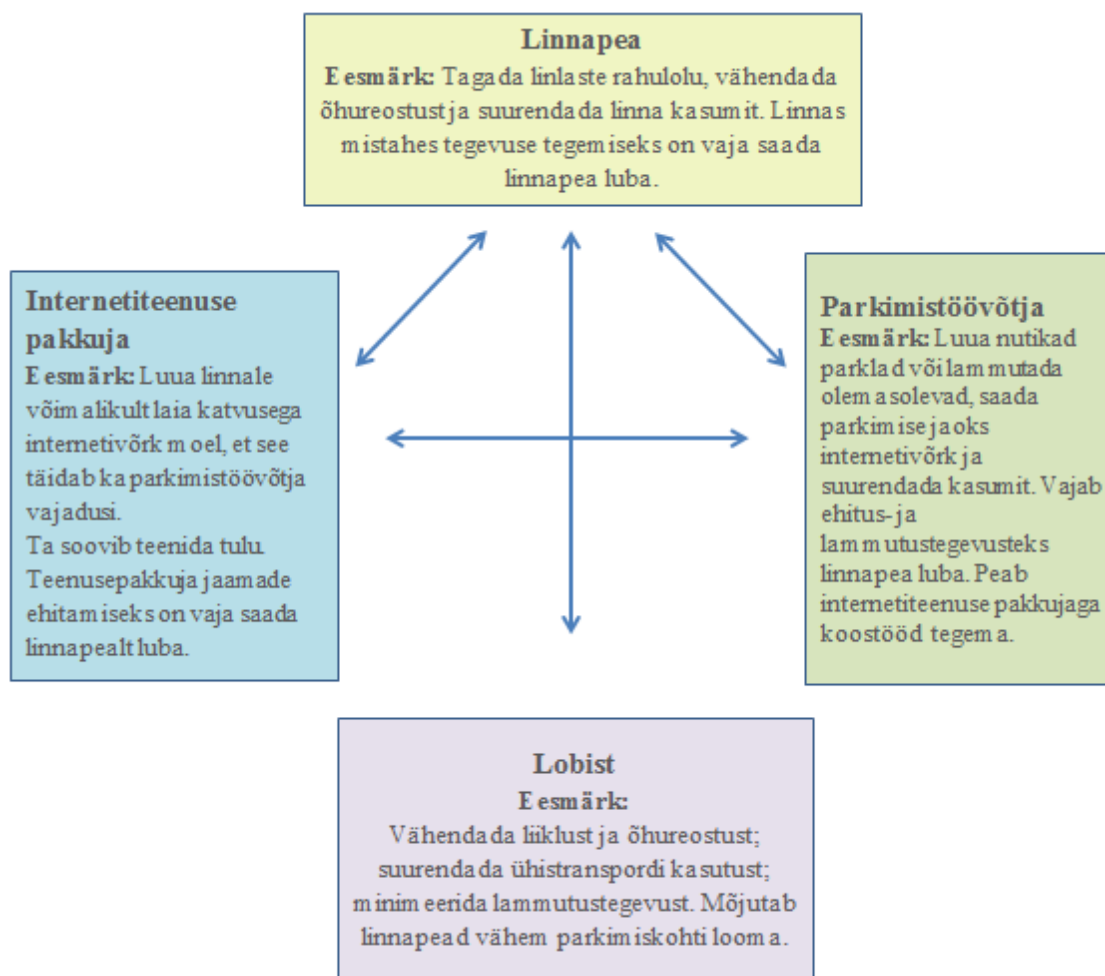 Linnapea
Eesmärk: Tagada linlaste rahulolu, vähendada
õhureostust ja suurendada linna kasumit. Linnas
mistahes tegevuse tegemiseks on vaja saada
linnapea luba.
Internetiteenuse
pakkuja
Eesmärk: Luua linnale
võimalikult laia katvusega
internetivõrk moel, et see
täidab ka parkimistöövõtja
vajadusi.
Ta soovib teenida tulu.
Teenusepakkuja jaamade
ehitamiseks on vaja saada
linnapealt luba.
Parkimistöövõtja
Eesmärk: Luua nutikad
parklad või lammutada
olemasolevad, saada
parkimise jaoks
internetivõrk ja
suurendada kasumit. Vajab
ehitus- ja
lammutustegevusteks
linnapea luba. Peab
internetiteenuse pakkujaga
koostööd tegema.
Lobist
Eesmärk:
Vähendada liiklust ja õhureostust;
suurendada ühistranspordi kasutust;
minimeerida lammutustegevust. Mõjutab
linnapead vähem parkimiskohti looma.